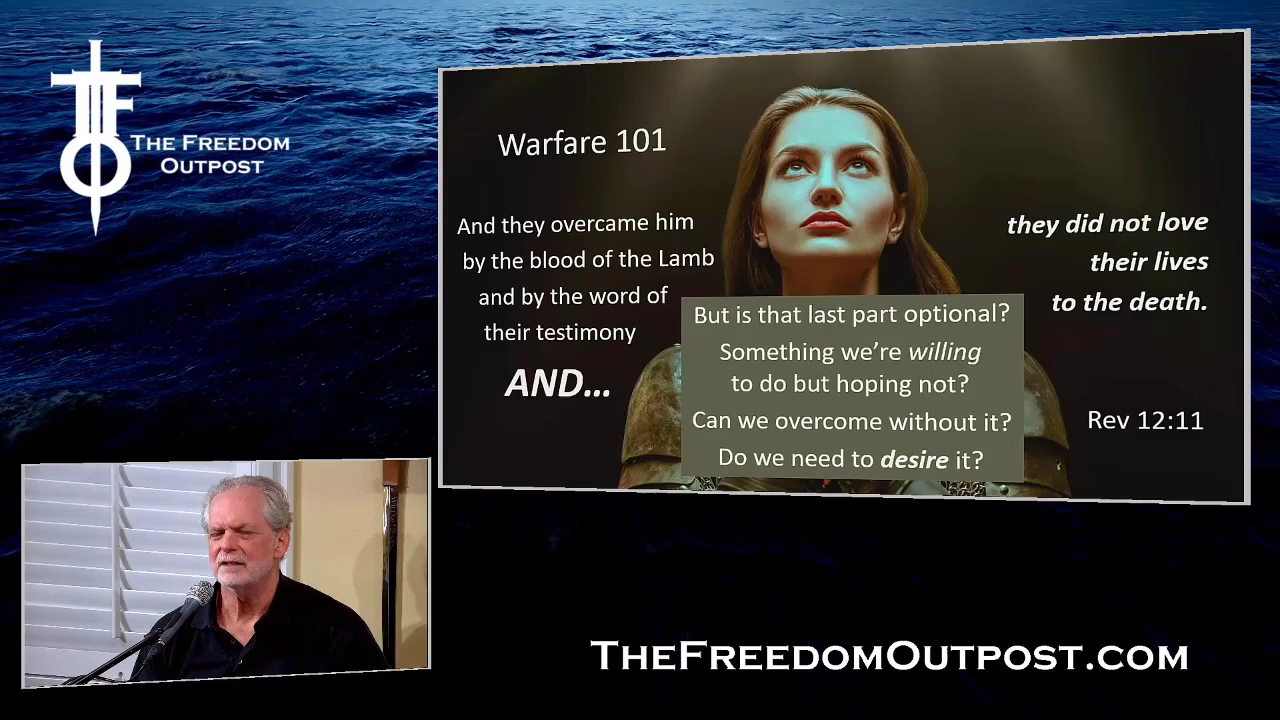 TF
THE FREEDOM
OUTPOST
Warfare 101
And they overcame him
by the blood of the Lamb
and by the word of
their testimony
AND...
they did not love
their lives
to the death.
Rev 12:11
But is that last part optional?
Something we're willing
to do but hoping not?
Can we overcome without it?
Do we need to desire it?
THEFREEDOMOUTPOST.COM